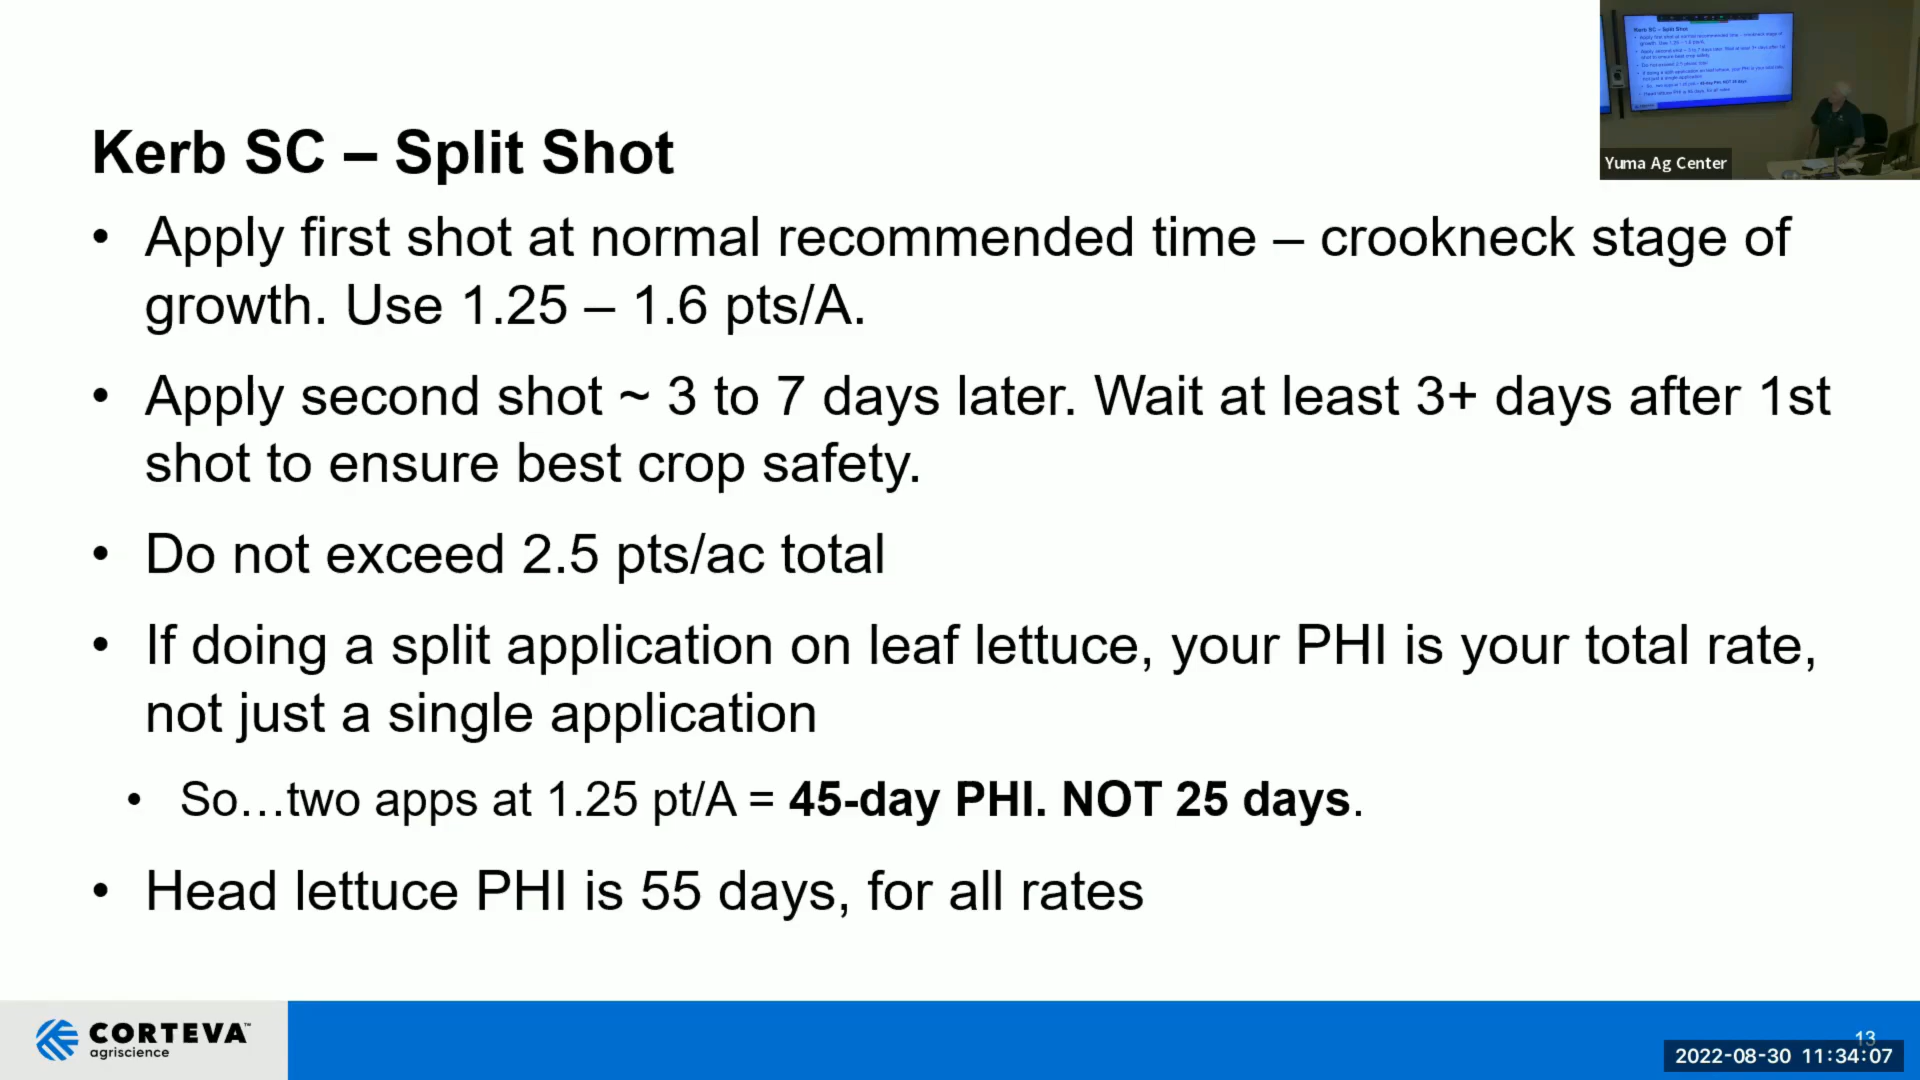 Kerb SC – Split Shot
• Apply first shot at normal recommended time – crookneck stage of
growth. Use 1.25 – 1.6 pts/A.
• Apply second shot ~ 3 to 7 days later. Wait at least 3+ days after 1st
shot to ensure best crop safety.
• Do not exceed 2.5 pts/ac total
• If doing a split application on leaf lettuce, your PHI is your total rate,
not just a single application
• So…two apps at 1.25 pt/A = 45-day PHI. NOT 25 days.
• Head lettuce PHI is 55 days, for all rates
Yuma Ag Center
CORTEVA™
agriscience
13
2022-08-30 11:34:07